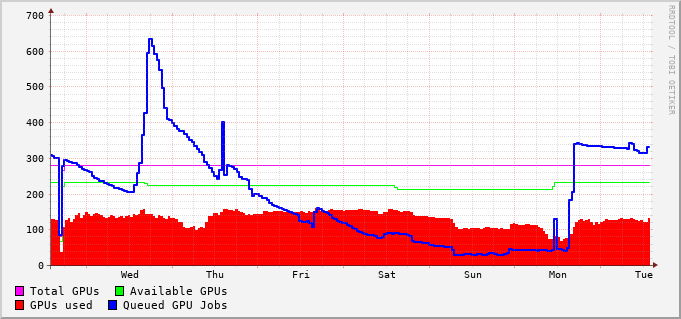 700
600
500
400
300
200
100
0
Wed Thu Fri Sat Sun Mon Tue
Total GPUs Available GPUs
GPUs used Queued GPU Jobs
RRDTOOL / TOBI OETIKER